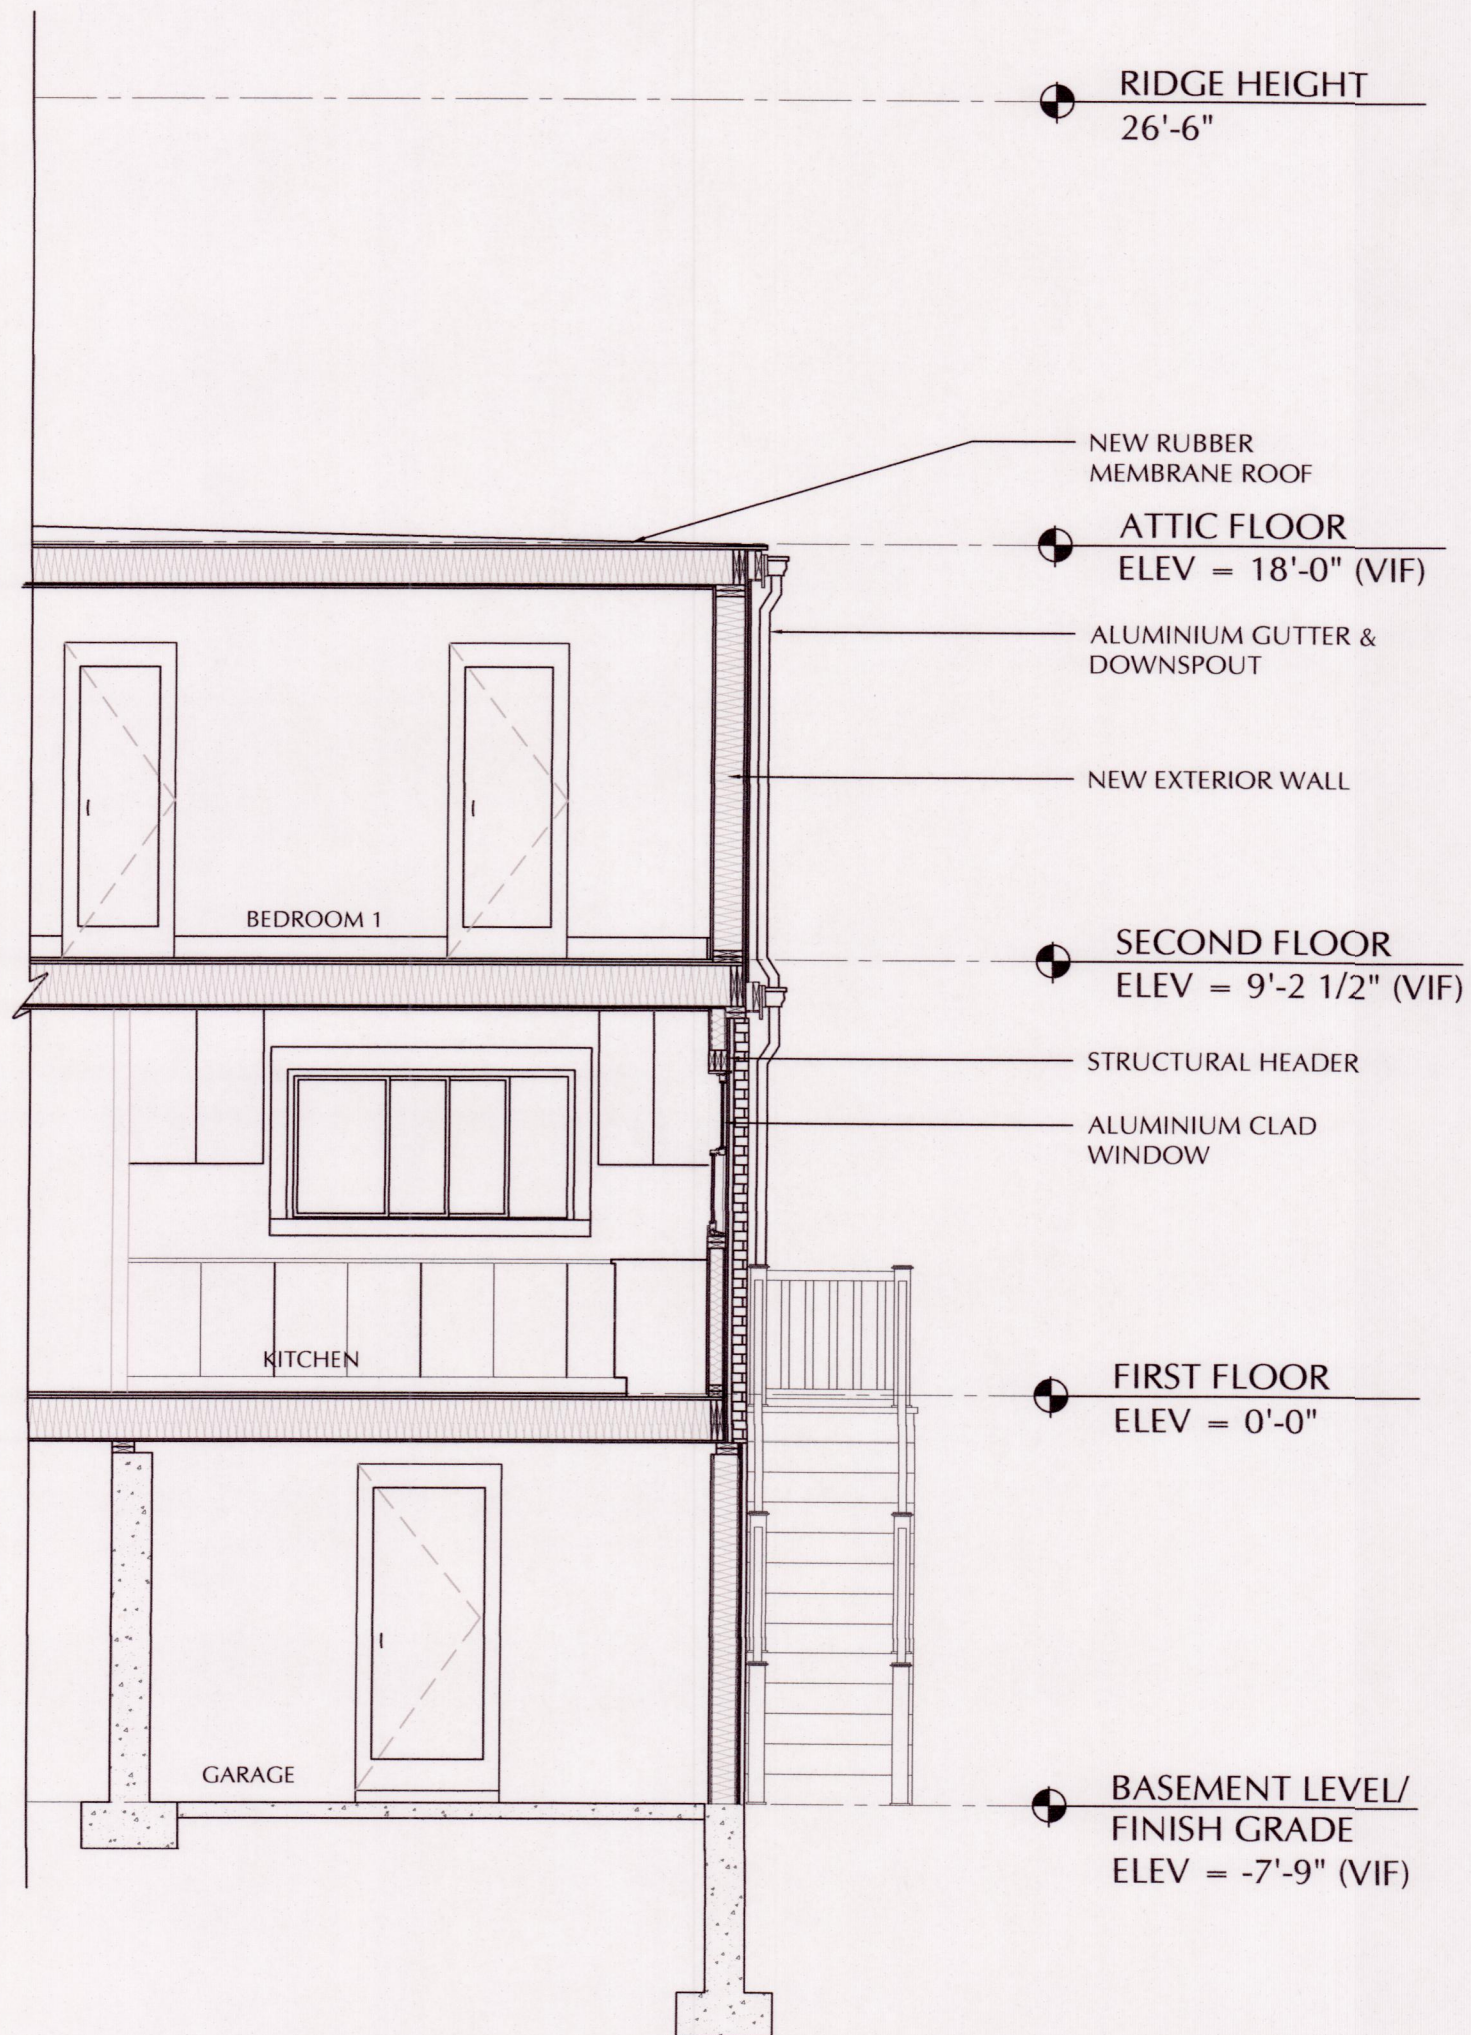 RIDGE HEIGHT
26'-6"
NEW RUBBER
MEMBRANE ROOF
ATTIC FLOOR
ELEV = 18'-0" (VIF)
ALUMINIUM GUTTER &
DOWNSPOUT
NEW EXTERIOR WALL
BEDROOM 1
SECOND FLOOR
ELEV = 9'-2 1/2" (VIF)
STRUCTURAL HEADER
ALUMINIUM CLAD
WINDOW
KITCHEN
FIRST FLOOR
ELEV = 0'-0"
GARAGE
BASEMENT LEVEL/
FINISH GRADE
ELEV = -7'-9" (VIF)